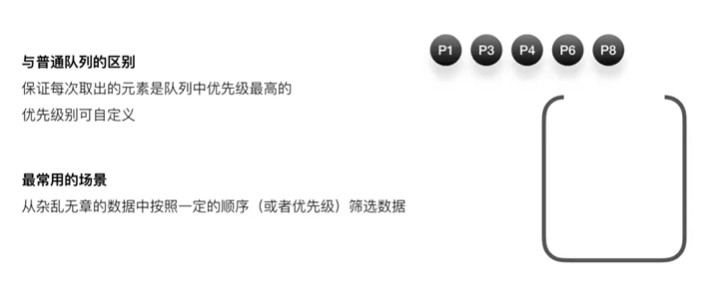 与普通队列的区别
保证每次取出的元素是队列中优先级最高的
优先级别可自定义
最常用的场景
从杂乱无章的数据中按照一定的顺序（或者优先级）筛选数据
P1 P3 P4 P6 P8